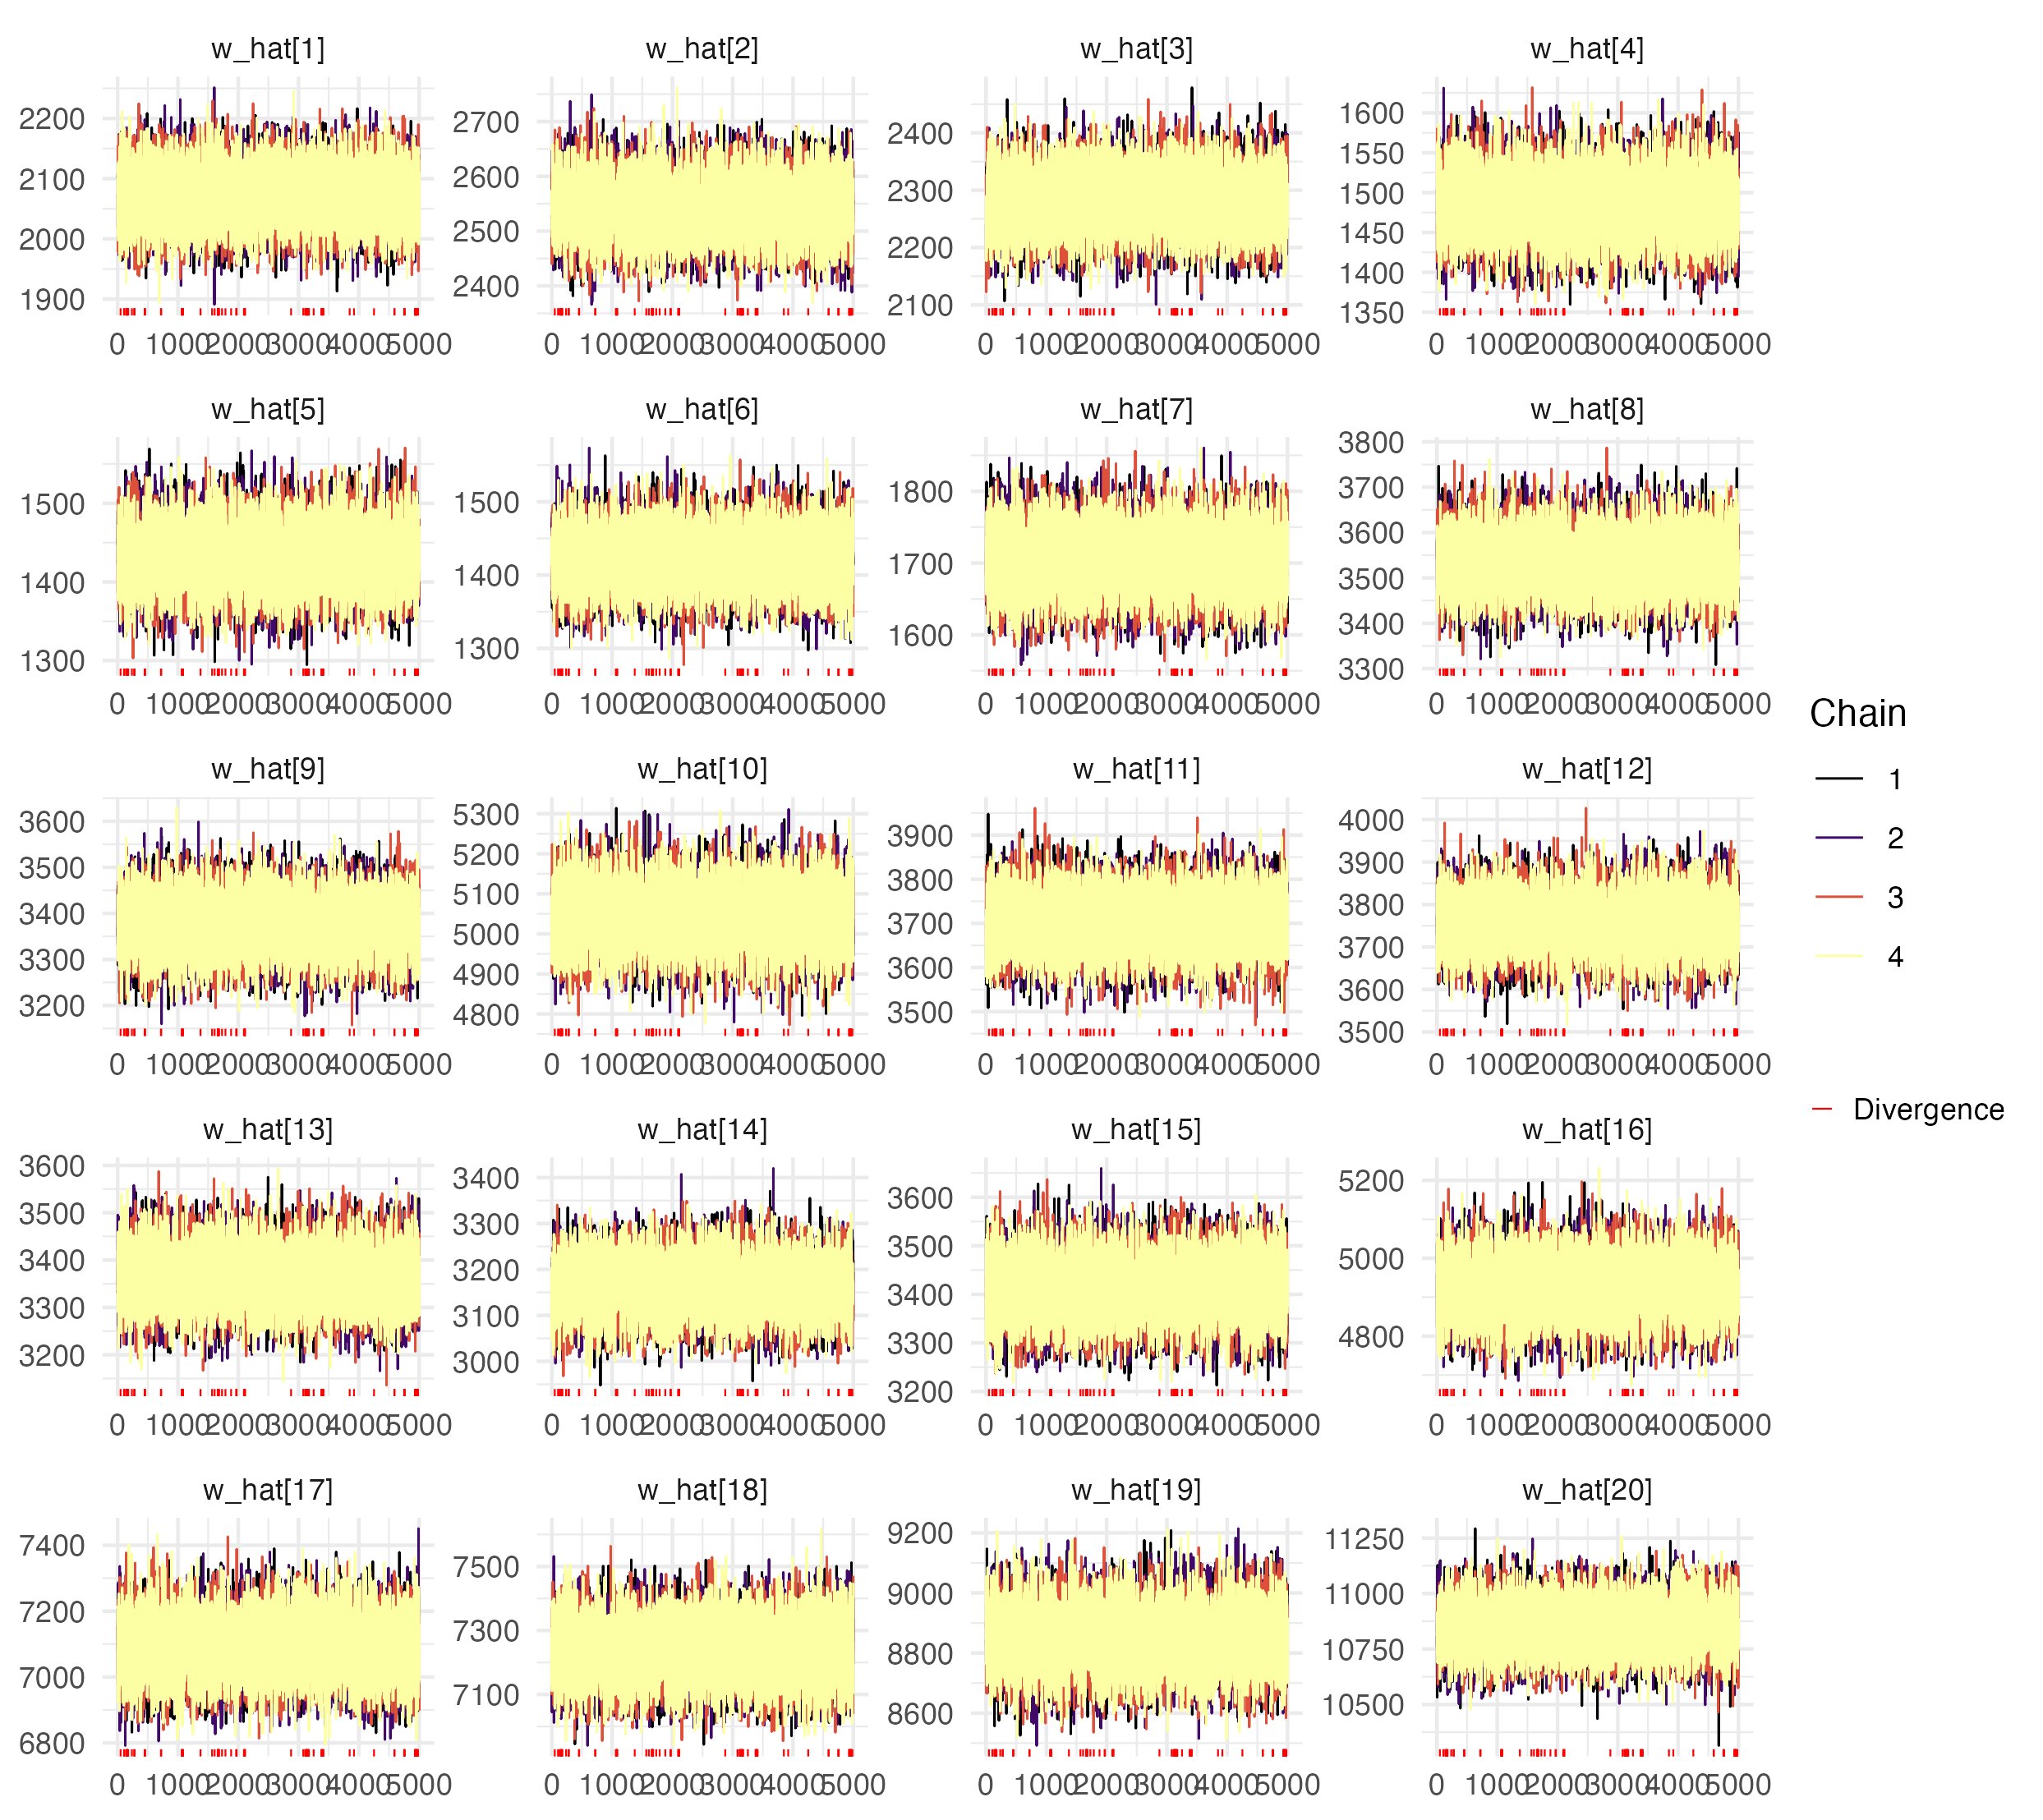 w_hat[1] w_hat[2] w_hat[3] w_hat[4]
2200 2100 2000 1900
2700 2600 2500 2400
2400 2300 2200 2100
1600 1550 1500 1450 1400 1350
0 1000 2000 3000 4000 5000 0 1000 2000 3000 4000 5000 0 1000 2000 3000 4000 5000 0 1000 2000 3000 4000 5000
w_hat[5] w_hat[6] w_hat[7] w_hat[8]
1500 1400 1300
1500 1400 1300
1800 1700 1600
3800 3700 3600 3500 3400 3300
0 1000 2000 3000 4000 5000 0 1000 2000 3000 4000 5000 0 1000 2000 3000 4000 5000 0 1000 2000 3000 4000 5000
w_hat[9] w_hat[10] w_hat[11] w_hat[12]
3600 3500 3400 3300 3200
5300 5200 5100 5000 4900 4800
3900 3800 3700 3600 3500
4000 3900 3800 3700 3600 3500
0 1000 2000 3000 4000 5000 0 1000 2000 3000 4000 5000 0 1000 2000 3000 4000 5000 0 1000 2000 3000 4000 5000
w_hat[13] w_hat[14] w_hat[15] w_hat[16]
3600 3500 3400 3300 3200
3400 3300 3200 3100 3000
3600 3500 3400 3300 3200
5200 5000 4800
0 1000 2000 3000 4000 5000 0 1000 2000 3000 4000 5000 0 1000 2000 3000 4000 5000 0 1000 2000 3000 4000 5000
w_hat[17] w_hat[18] w_hat[19] w_hat[20]
7400 7200 7000 6800
7500 7300 7100
9200 9000 8800 8600
11250 11000 10750 10500
0 1000 2000 3000 4000 5000 0 1000 2000 3000 4000 5000 0 1000 2000 3000 4000 5000 0 1000 2000 3000 4000 5000
Chain
1
2
3
4
Divergence